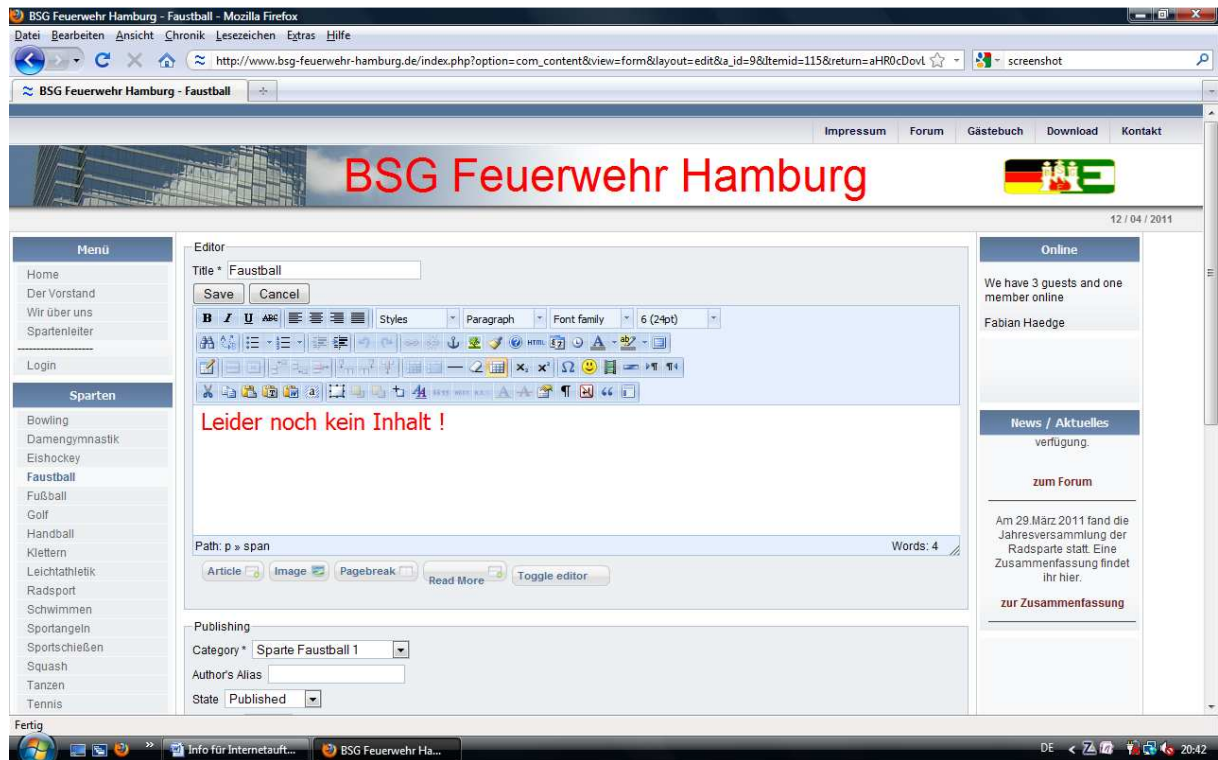 BSG Feuerwehr Hamburg - Faustball - Mozilla Firefox
Datei Bearbeiten Ansicht Chronik Lesezeichen Extras Hilfe
http://www.bsg-feuerwehr-hamburg.de/index.php?option=com_content&view=form&layout=edit&a_id=9&Itemid=115&return=aHR0cDovL
screenshot
BSG Feuerwehr Hamburg - Faustball
Impressum Forum Gästebuch Download Kontakt
BSG Feuerwehr Hamburg
12 / 04 / 2011
Menü
Home
Der Vorstand
Wir über uns
Spartenleiter
--------------------
Login
Sparten
Bowling
Damengymnastik
Eishockey
Faustball
Fußball
Golf
Handball
Klettern
Leichtathletik
Radsport
Schwimmen
Sportangeln
Sportschießen
Squash
Tanzen
Tennis
Editor
Title * Faustball
Save Cancel
B I U ABC Styles Paragraph Font family 6 (24pt)
HTML A ab
x₂ x² Ω
Leider noch kein Inhalt !
Path: p » span Words: 4
Article Image Pagebreak Read More Toggle editor
Publishing
Category * Sparte Faustball 1
Author's Alias
State Published
Online
We have 3 guests and one
member online
Fabian Haedge
News / Aktuelles
verfügung.
zum Forum
Am 29.März 2011 fand die
Jahresversammlung der
Radsparte statt. Eine
Zusammenfassung findet
ihr hier.
zur Zusammenfassung
Fertig
Info für Internetauft... BSG Feuerwehr Ha... DE 20:42